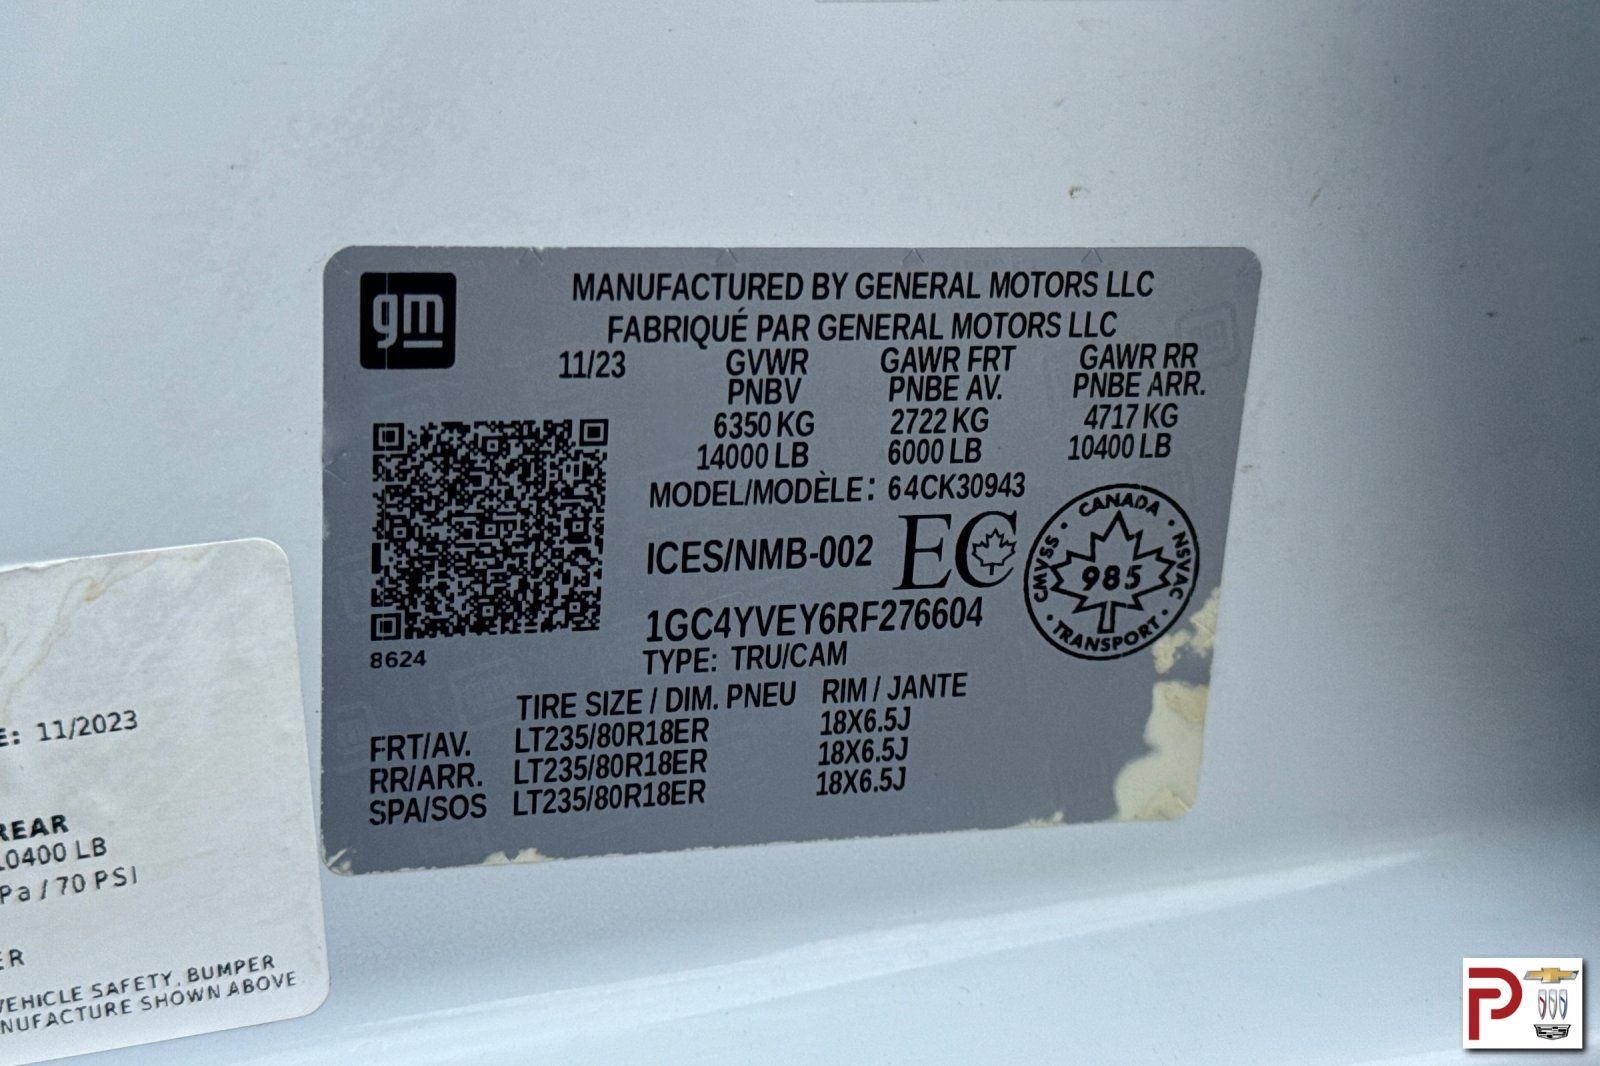 gm
MANUFACTURED BY GENERAL MOTORS LLC
FABRIQUÉ PAR GENERAL MOTORS LLC
11/23 GVWR GAWR FRT GAWR RR
PNBV PNBE AV. PNBE ARR.
6350 KG 2722 KG 4717 KG
14000 LB 6000 LB 10400 LB
MODEL/MODÈLE: 64CK30943
ICES/NMB-002 EC
CANADA
CMVSS 985 NSVAC
TRANSPORT
1GC4YVEY6RF276604
8624
TYPE: TRU/CAM
TIRE SIZE / DIM. PNEU RIM / JANTE
FRT/AV. LT235/80R18ER 18X6.5J
RR/ARR. LT235/80R18ER 18X6.5J
SPA/SOS LT235/80R18ER 18X6.5J
E: 11/2023
REAR
10400 LB
Pa / 70 PSI
ER
VEHICLE SAFETY, BUMPER
NUFACTURE SHOWN ABOVE
P